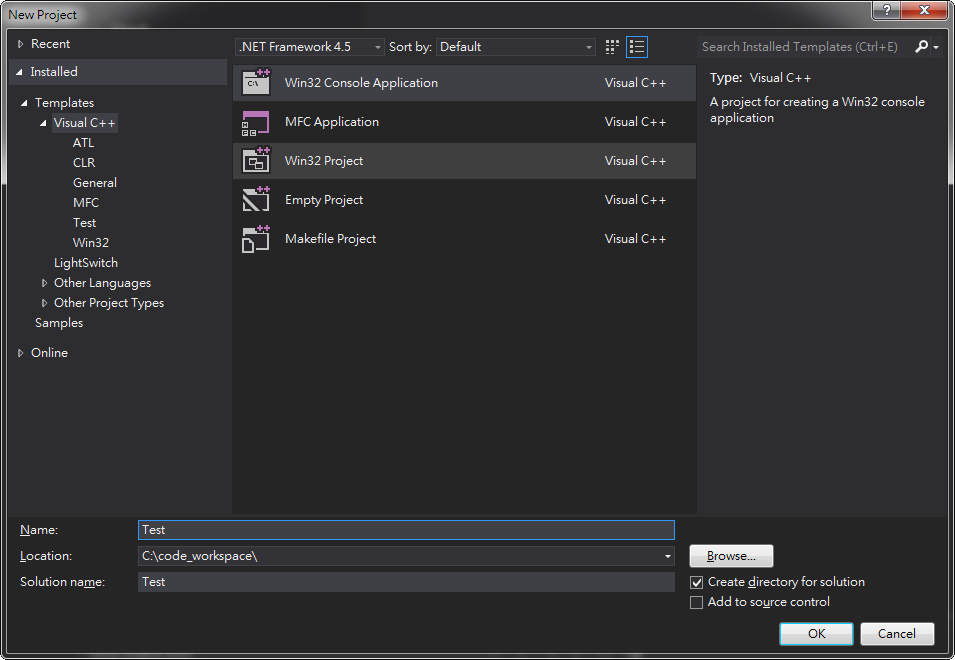 New Project
?
x
Recent
Installed
Templates
Visual C++
ATL
CLR
General
MFC
Test
Win32
LightSwitch
Other Languages
Other Project Types
Samples
Online
.NET Framework 4.5 Sort by: Default
C:\
Win32 Console Application Visual C++
MFC Application Visual C++
Win32 Project Visual C++
Empty Project Visual C++
Makefile Project Visual C++
Search Installed Templates (Ctrl+E)
Type: Visual C++
A project for creating a Win32 console
application
Name: Test
Location: C:\code_workspace\ Browse...
Solution name: Test
Create directory for solution
Add to source control
OK Cancel